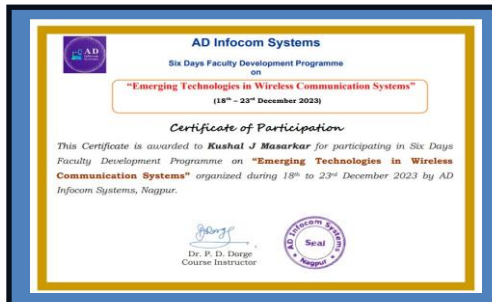 AD
Infocom
Systems
AD Infocom Systems
Six Days Faculty Development Programme
on
“Emerging Technologies in Wireless Communication Systems”
(18th – 23rd December 2023)
Certificate of Participation
This Certificate is awarded to Kushal J Masarkar for participating in Six Days
Faculty Development Programme on “Emerging Technologies in Wireless
Communication Systems” organized during 18th to 23rd December 2023 by AD
Infocom Systems, Nagpur.
Dr. P. D. Dorge
Course Instructor
AD Infocom Systems
Seal
Nagpur